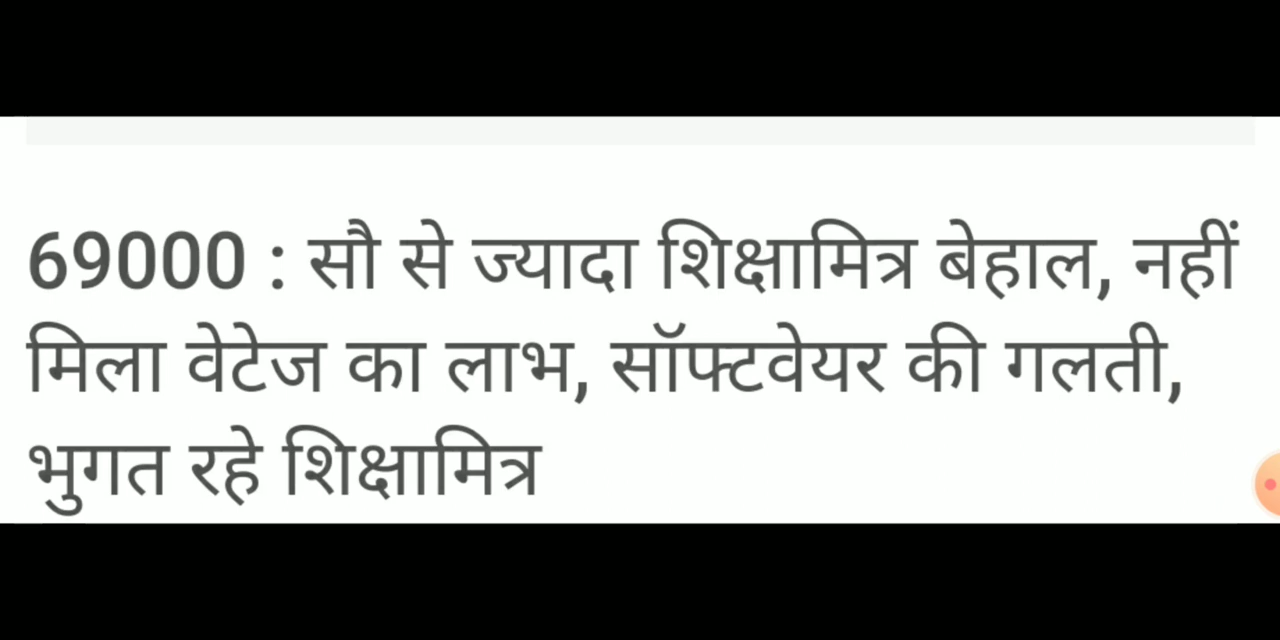 69000 : सौ से ज्यादा शिक्षामित्र बेहाल, नहीं
मिला वेटेज का लाभ, सॉफ्टवेयर की गलती,
भुगत रहे शिक्षामित्र